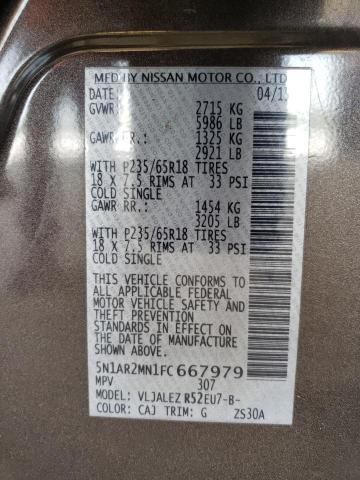 MFD BY NISSAN MOTOR CO., LTD
DATE: 04/15
GVWR: 2715 KG
5986 LB
GAWR FR.: 1325 KG
2921 LB
WITH P235/65R18 TIRES
18 X 7.5 RIMS AT 33 PSI
COLD SINGLE
GAWR RR.: 1454 KG
3205 LB
WITH P235/65R18 TIRES
18 X 7.5 RIMS AT 33 PSI
COLD SINGLE
THIS VEHICLE CONFORMS TO
ALL APPLICABLE FEDERAL
MOTOR VEHICLE SAFETY AND
THEFT PREVENTION
STANDARDS IN EFFECT ON
THE DATE OF MANUFACTURE
SHOWN ABOVE.
5N1AR2MN1FC667979
MPV 307
MODEL: VLJALEZ R52EU7-B-
COLOR: CAJ TRIM: G ZS30A